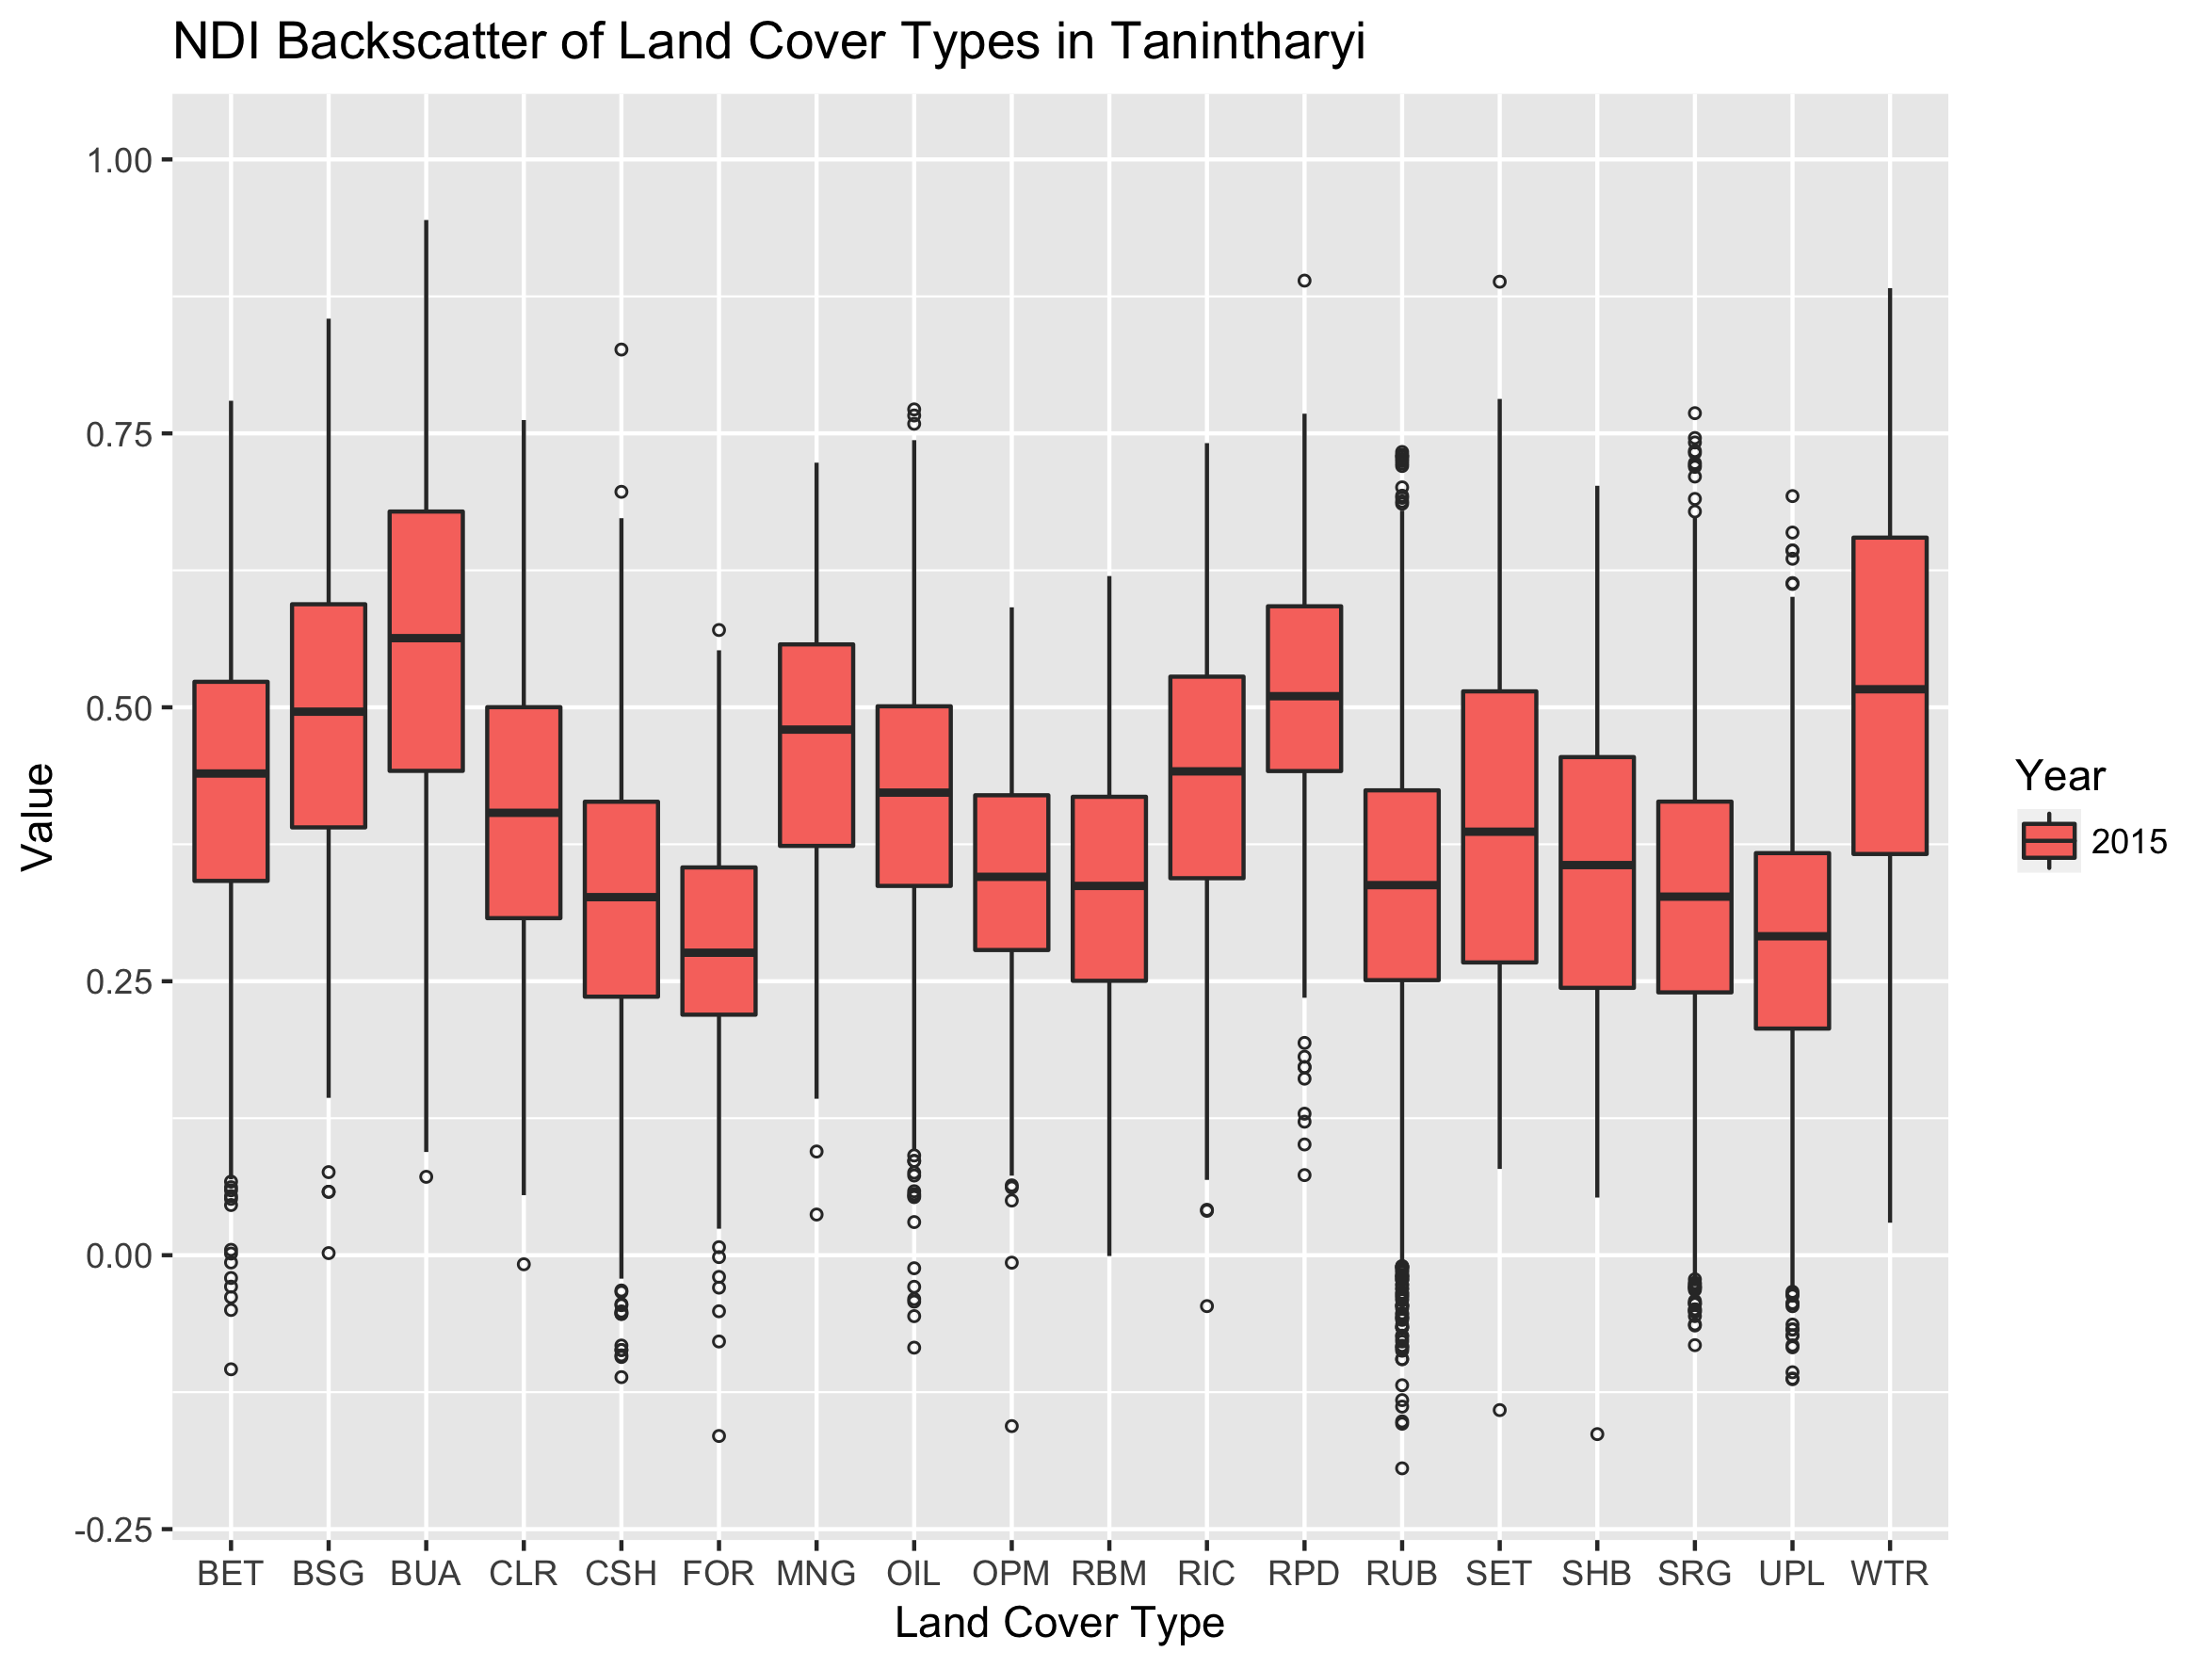 NDI Backscatter of Land Cover Types in Tanintharyi
1.00
0.75
0.50
0.25
0.00
-0.25
Value
BET BSG BUA CLR CSH FOR MNG OIL OPM RBM RIC RPD RUB SET SHB SRG UPL WTR
Land Cover Type
Year
2015